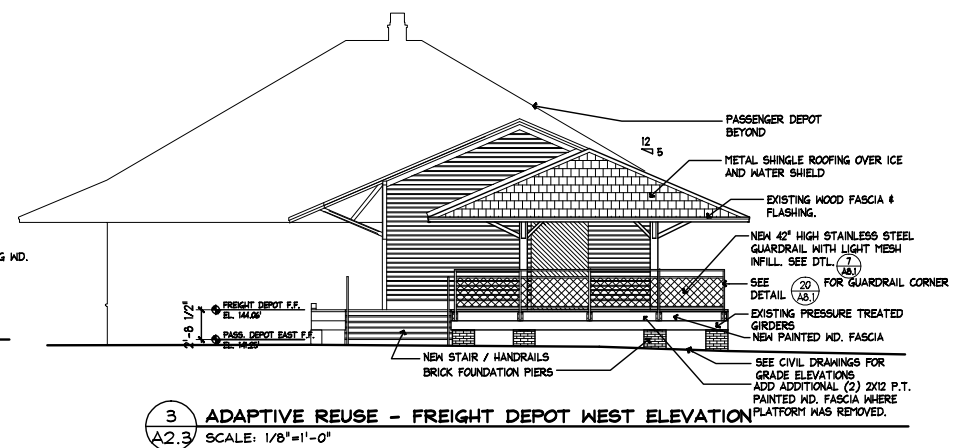 PASSENGER DEPOT
BEYOND
12
5
METAL SHINGLE ROOFING OVER ICE
AND WATER SHIELD
EXISTING WOOD FASCIA &
FLASHING.
NEW 42" HIGH STAINLESS STEEL
GUARDRAIL WITH LIGHT MESH
INFILL. SEE DTL. 7
A8.1
SEE 20 FOR GUARDRAIL CORNER
DETAIL A8.1
EXISTING PRESSURE TREATED
GIRDERS
NEW PAINTED WD. FASCIA
SEE CIVIL DRAWINGS FOR
GRADE ELEVATIONS
ADD ADDITIONAL (2) 2X12 P.T.
PAINTED WD. FASCIA WHERE
PLATFORM WAS REMOVED.
G WD.
2'-8 1/2"
FREIGHT DEPOT F.F.
EL. 144.06'
PASS. DEPOT EAST F.F.
NEW STAIR / HANDRAILS
BRICK FOUNDATION PIERS
3 ADAPTIVE REUSE - FREIGHT DEPOT WEST ELEVATION
A2.3 SCALE: 1/8"=1'-0"